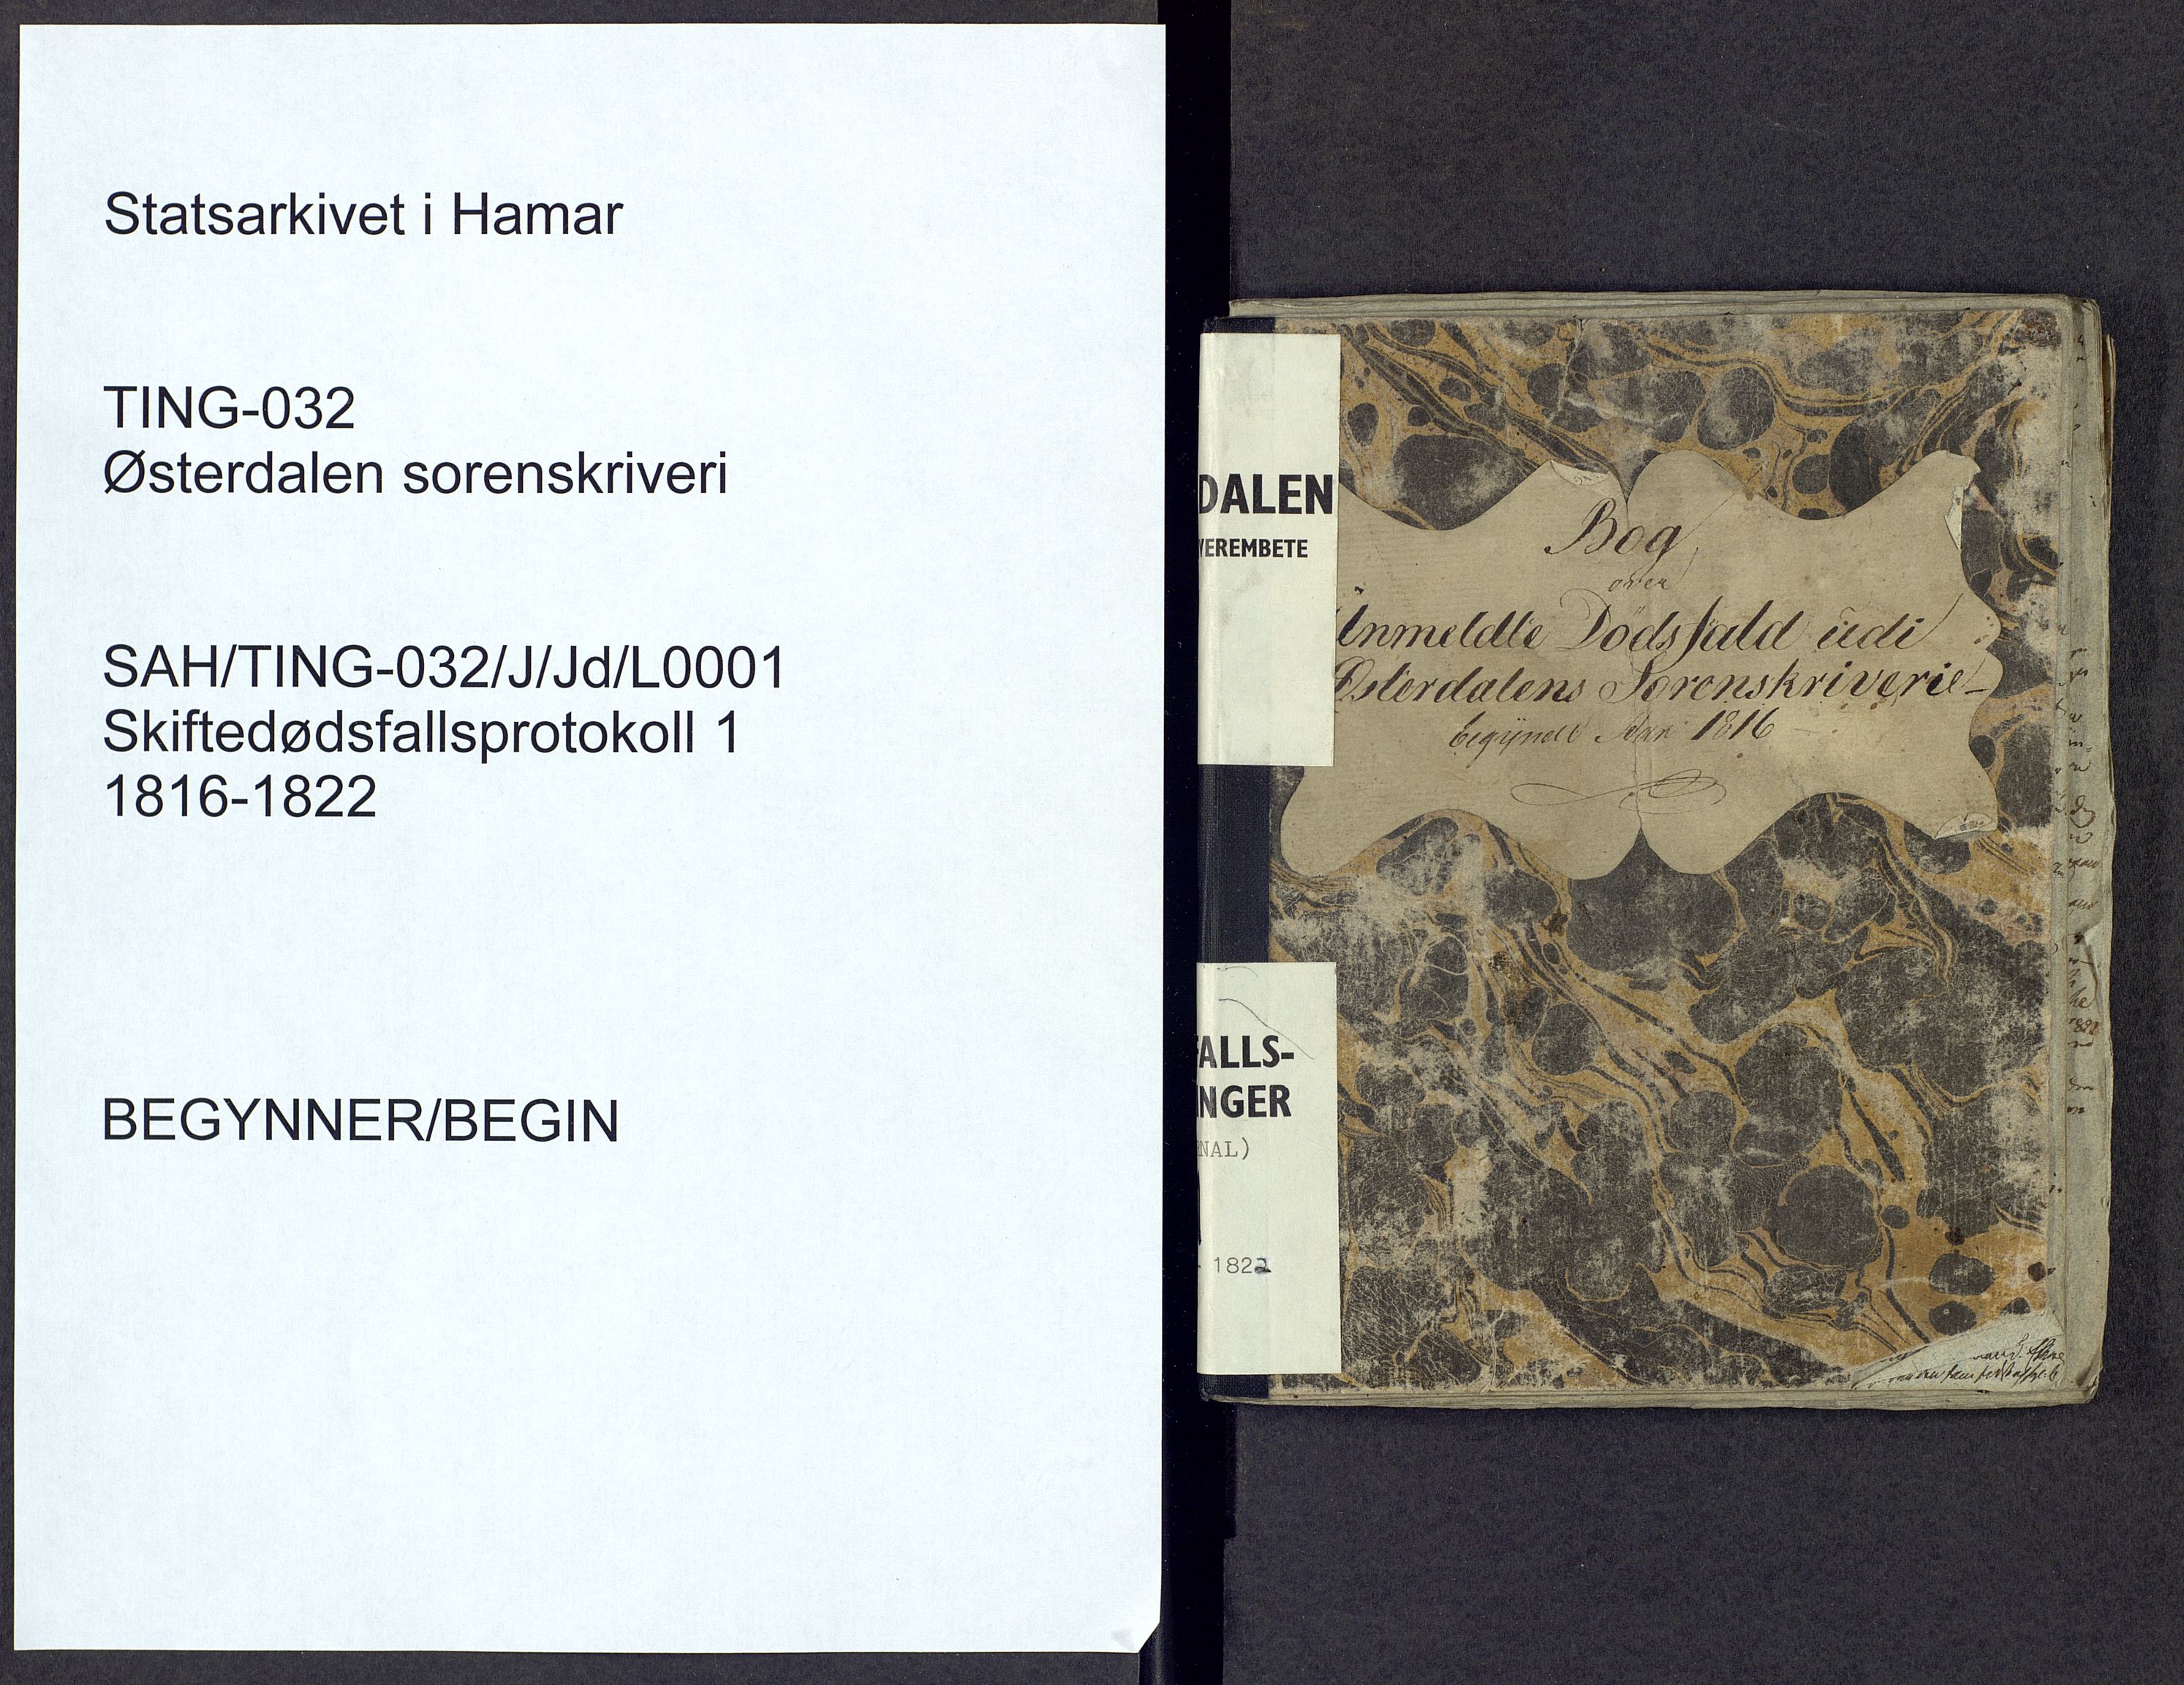 Statsarkivet i Hamar
TING-032
Østerdalen sorenskriveri
SAH/TING-032/J/Jd/L0001
Skiftedødsfallsprotokoll 1
1816-1822
BEGYNNER/BEGIN
DALEN
VEREMBETE
Bog
over
Anmeldte Dødsfald udi
Østerdalens Sorenskriverie
begyndt Aar 1816
FALLS-
INGER
NAL)
- 1822